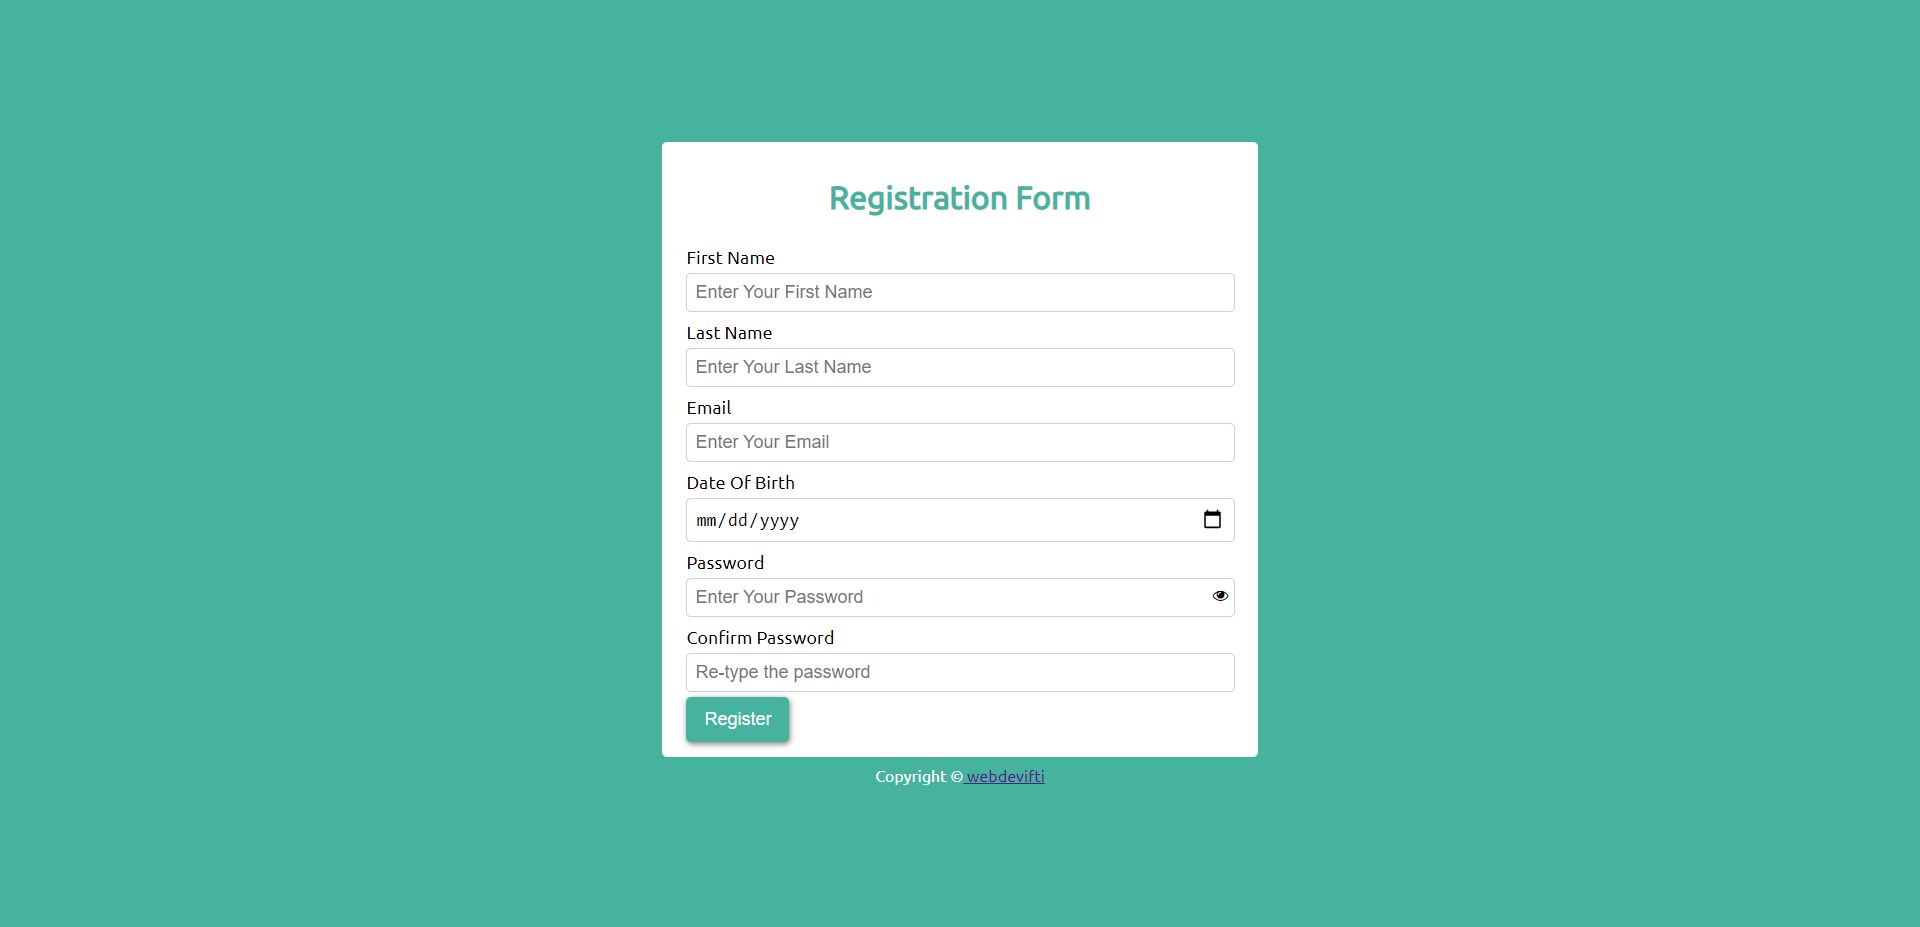 Registration Form
First Name
Enter Your First Name
Last Name
Enter Your Last Name
Email
Enter Your Email
Date Of Birth
mm/dd/yyyy
Password
Enter Your Password
Confirm Password
Re-type the password
Register
Copyright © webdevifti